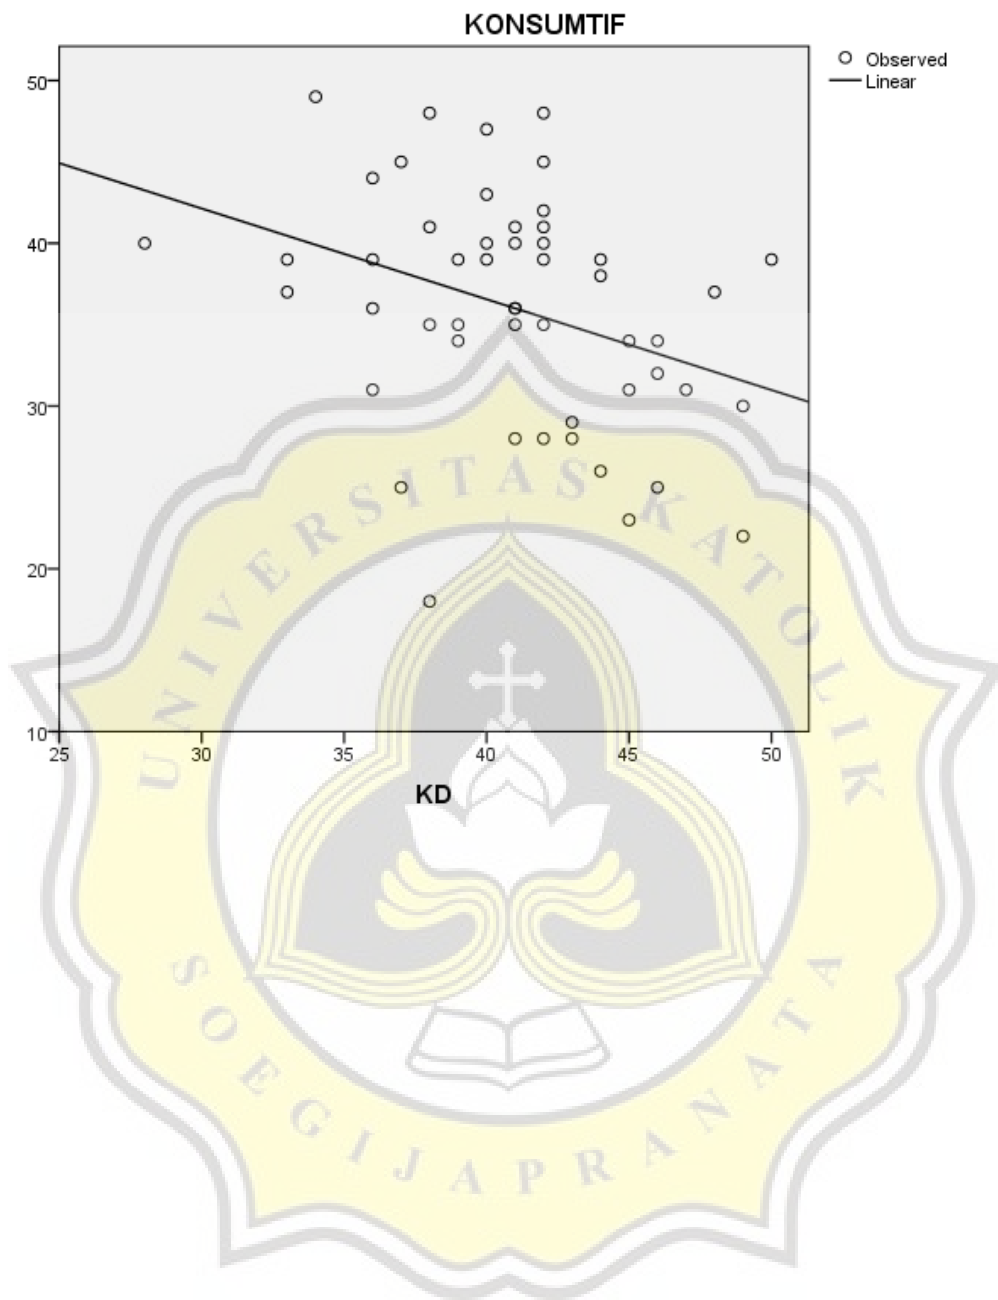 KONSUMTIF
Observed
Linear
50
40
30
20
10
25 30 35 40 45 50
KD
UNIVERSITAS KATOLIK
SOEGIJAPRANATA